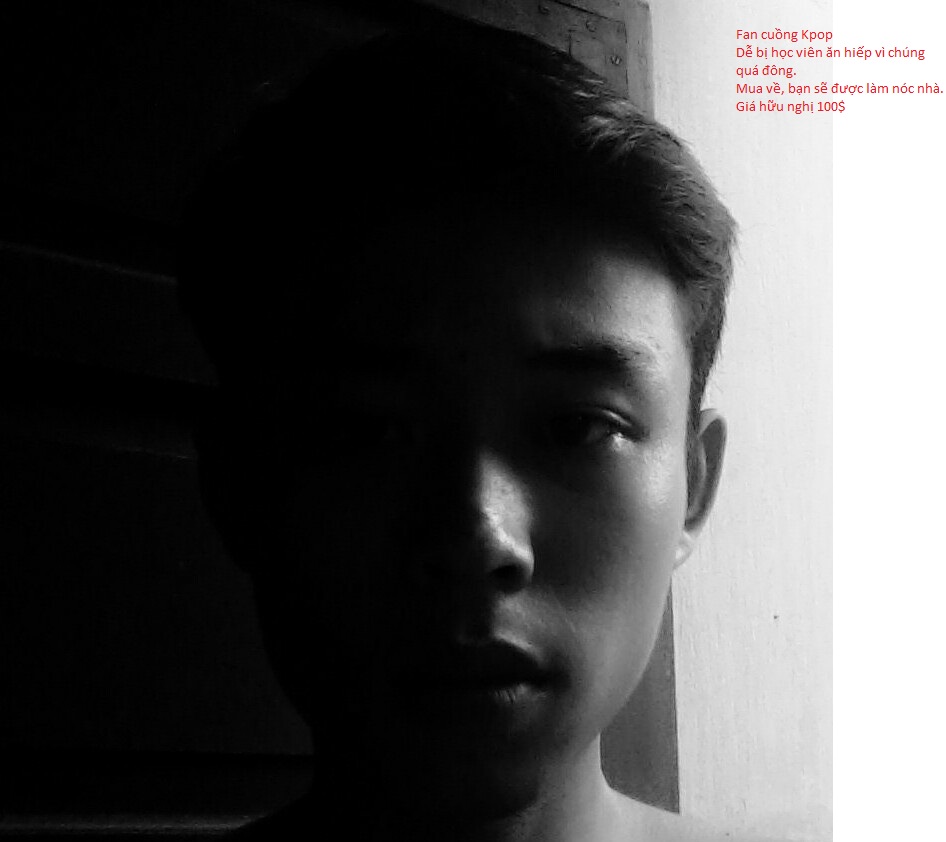 Fan cuồng Kpop
Dễ bị học viên ăn hiếp vì chúng
quá đông.
Mua về, bạn sẽ được làm nóc nhà.
Giá hữu nghị 100$